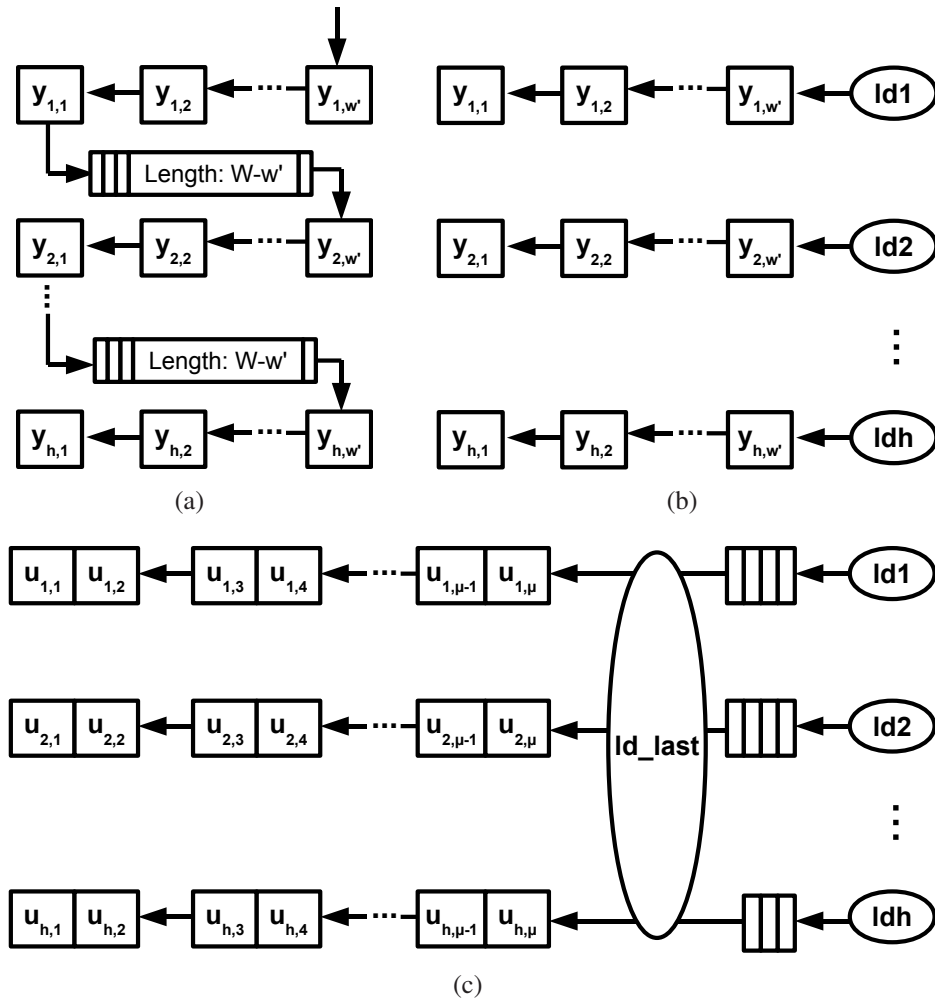 y1,1 y1,2 ... y1,w'
Length: W-w'
y2,1 y2,2 ... y2,w'
...
Length: W-w'
yh,1 yh,2 ... yh,w'
(a)
y1,1 y1,2 ... y1,w' ld1
y2,1 y2,2 ... y2,w' ld2
...
yh,1 yh,2 ... yh,w' ldh
(b)
u1,1 u1,2 u1,3 u1,4 ... u1,μ-1 u1,μ ld1
u2,1 u2,2 u2,3 u2,4 ... u2,μ-1 u2,μ ld_last ld2
...
uh,1 uh,2 uh,3 uh,4 ... uh,μ-1 uh,μ ldh
(c)